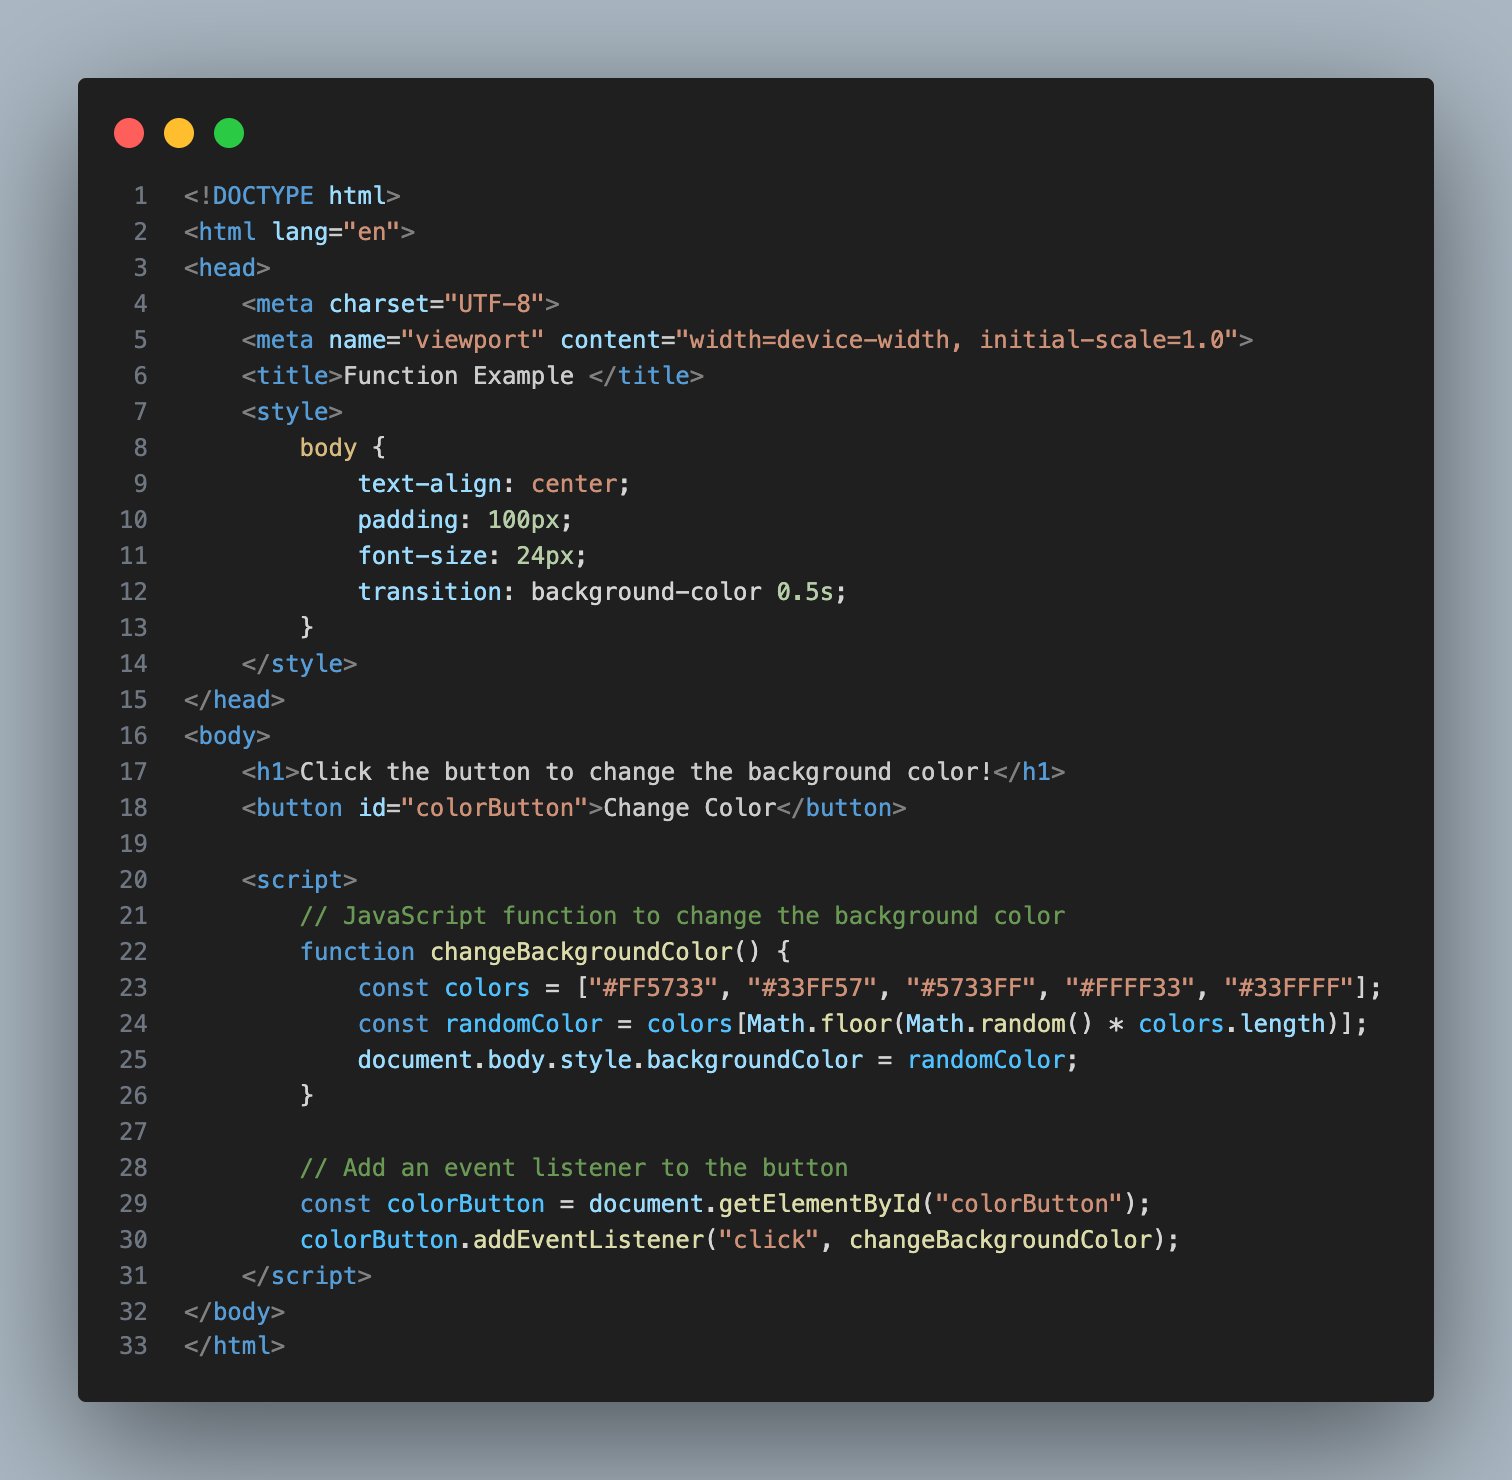 1 <!DOCTYPE html>
2 <html lang="en">
3 <head>
4     <meta charset="UTF-8">
5     <meta name="viewport" content="width=device-width, initial-scale=1.0">
6     <title>Function Example </title>
7     <style>
8         body {
9             text-align: center;
10             padding: 100px;
11             font-size: 24px;
12             transition: background-color 0.5s;
13         }
14     </style>
15 </head>
16 <body>
17     <h1>Click the button to change the background color!</h1>
18     <button id="colorButton">Change Color</button>
19
20     <script>
21         // JavaScript function to change the background color
22         function changeBackgroundColor() {
23             const colors = ["#FF5733", "#33FF57", "#5733FF", "#FFFF33", "#33FFFF"];
24             const randomColor = colors[Math.floor(Math.random() * colors.length)];
25             document.body.style.backgroundColor = randomColor;
26         }
27
28         // Add an event listener to the button
29         const colorButton = document.getElementById("colorButton");
30         colorButton.addEventListener("click", changeBackgroundColor);
31     </script>
32 </body>
33 </html>